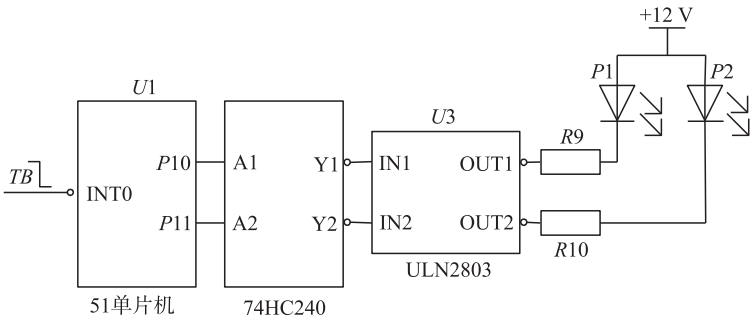 +12 V
P1
P2
U1
U3
R9
P10
A1
Y1
IN1
OUT1
TB
INT0
P11
A2
Y2
IN2
OUT2
R10
ULN2803
51单片机
74HC240